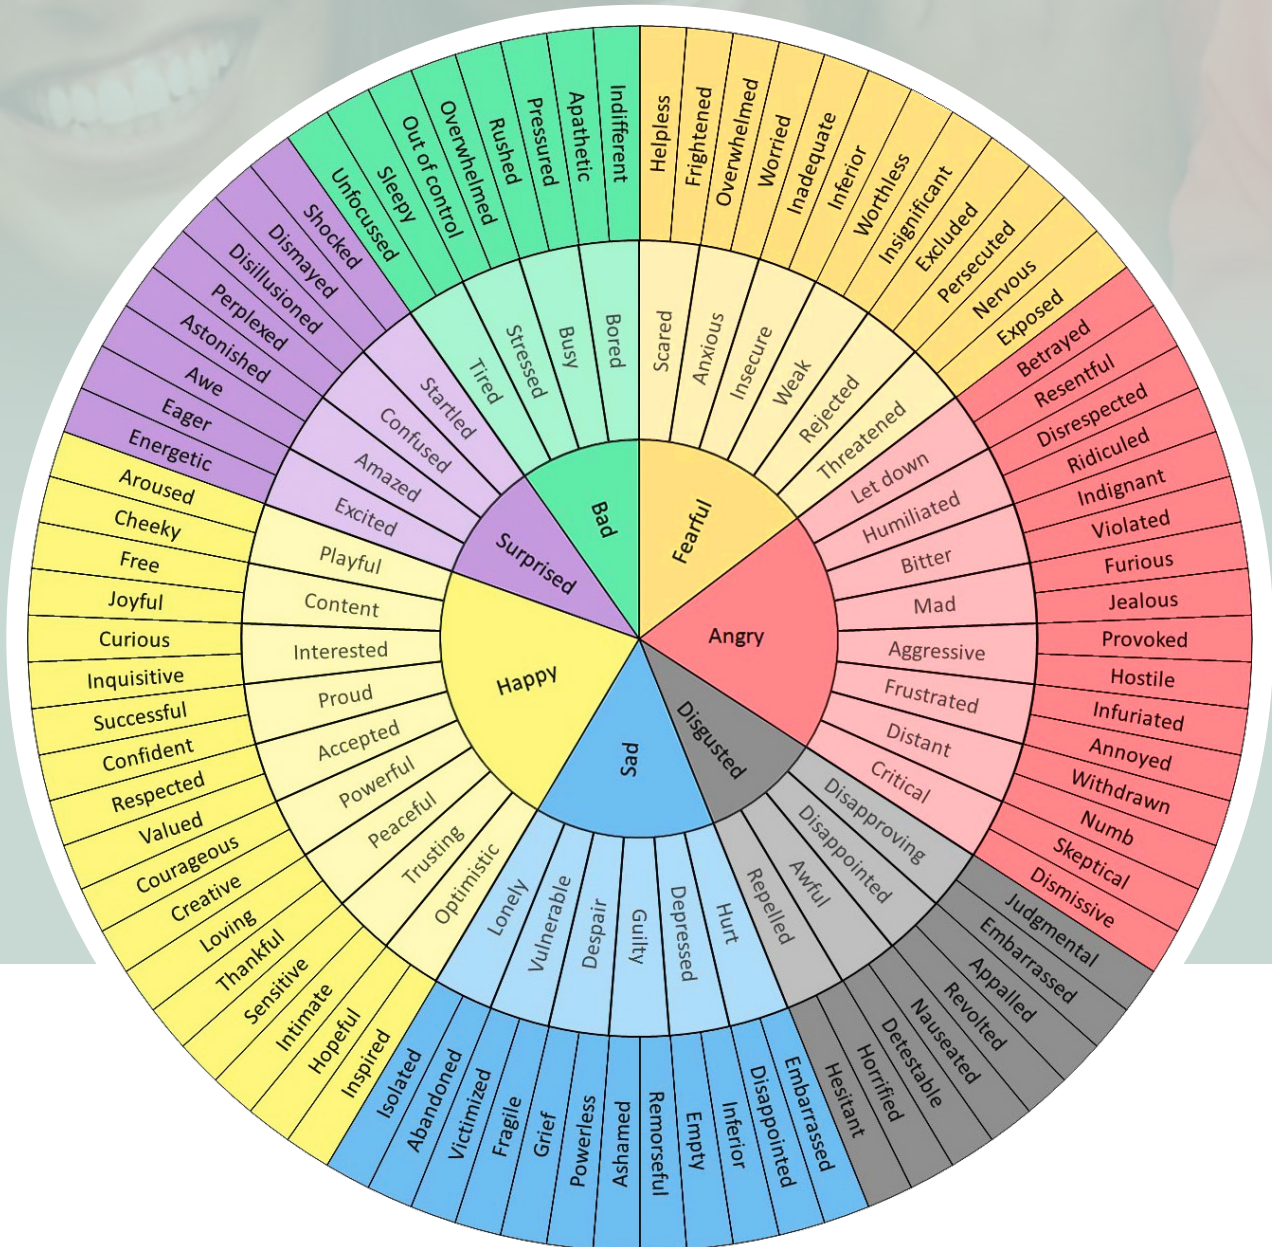 Fearful
Angry
Disgusted
Sad
Happy
Surprised
Bad
Scared
Anxious
Insecure
Weak
Rejected
Threatened
Let down
Humiliated
Bitter
Mad
Aggressive
Frustrated
Distant
Critical
Disapproving
Disappointed
Awful
Repelled
Hurt
Depressed
Guilty
Despair
Vulnerable
Lonely
Optimistic
Trusting
Peaceful
Powerful
Accepted
Proud
Interested
Content
Playful
Excited
Amazed
Confused
Startled
Tired
Stressed
Busy
Bored
Helpless
Frightened
Overwhelmed
Worried
Inadequate
Inferior
Worthless
Insignificant
Excluded
Persecuted
Nervous
Exposed
Betrayed
Resentful
Disrespected
Ridiculed
Indignant
Violated
Furious
Jealous
Provoked
Hostile
Infuriated
Annoyed
Withdrawn
Numb
Skeptical
Dismissive
Judgmental
Embarrassed
Appalled
Revolted
Nauseated
Detestable
Horrified
Hesitant
Embarrassed
Disappointed
Inferior
Empty
Remorseful
Ashamed
Powerless
Grief
Fragile
Victimized
Abandoned
Isolated
Inspired
Hopeful
Intimate
Sensitive
Thankful
Loving
Creative
Courageous
Valued
Respected
Confident
Successful
Inquisitive
Curious
Joyful
Free
Cheeky
Aroused
Energetic
Eager
Awe
Astonished
Perplexed
Disillusioned
Dismayed
Shocked
Unfocussed
Sleepy
Out of control
Overwhelmed
Rushed
Pressured
Apathetic
Indifferent